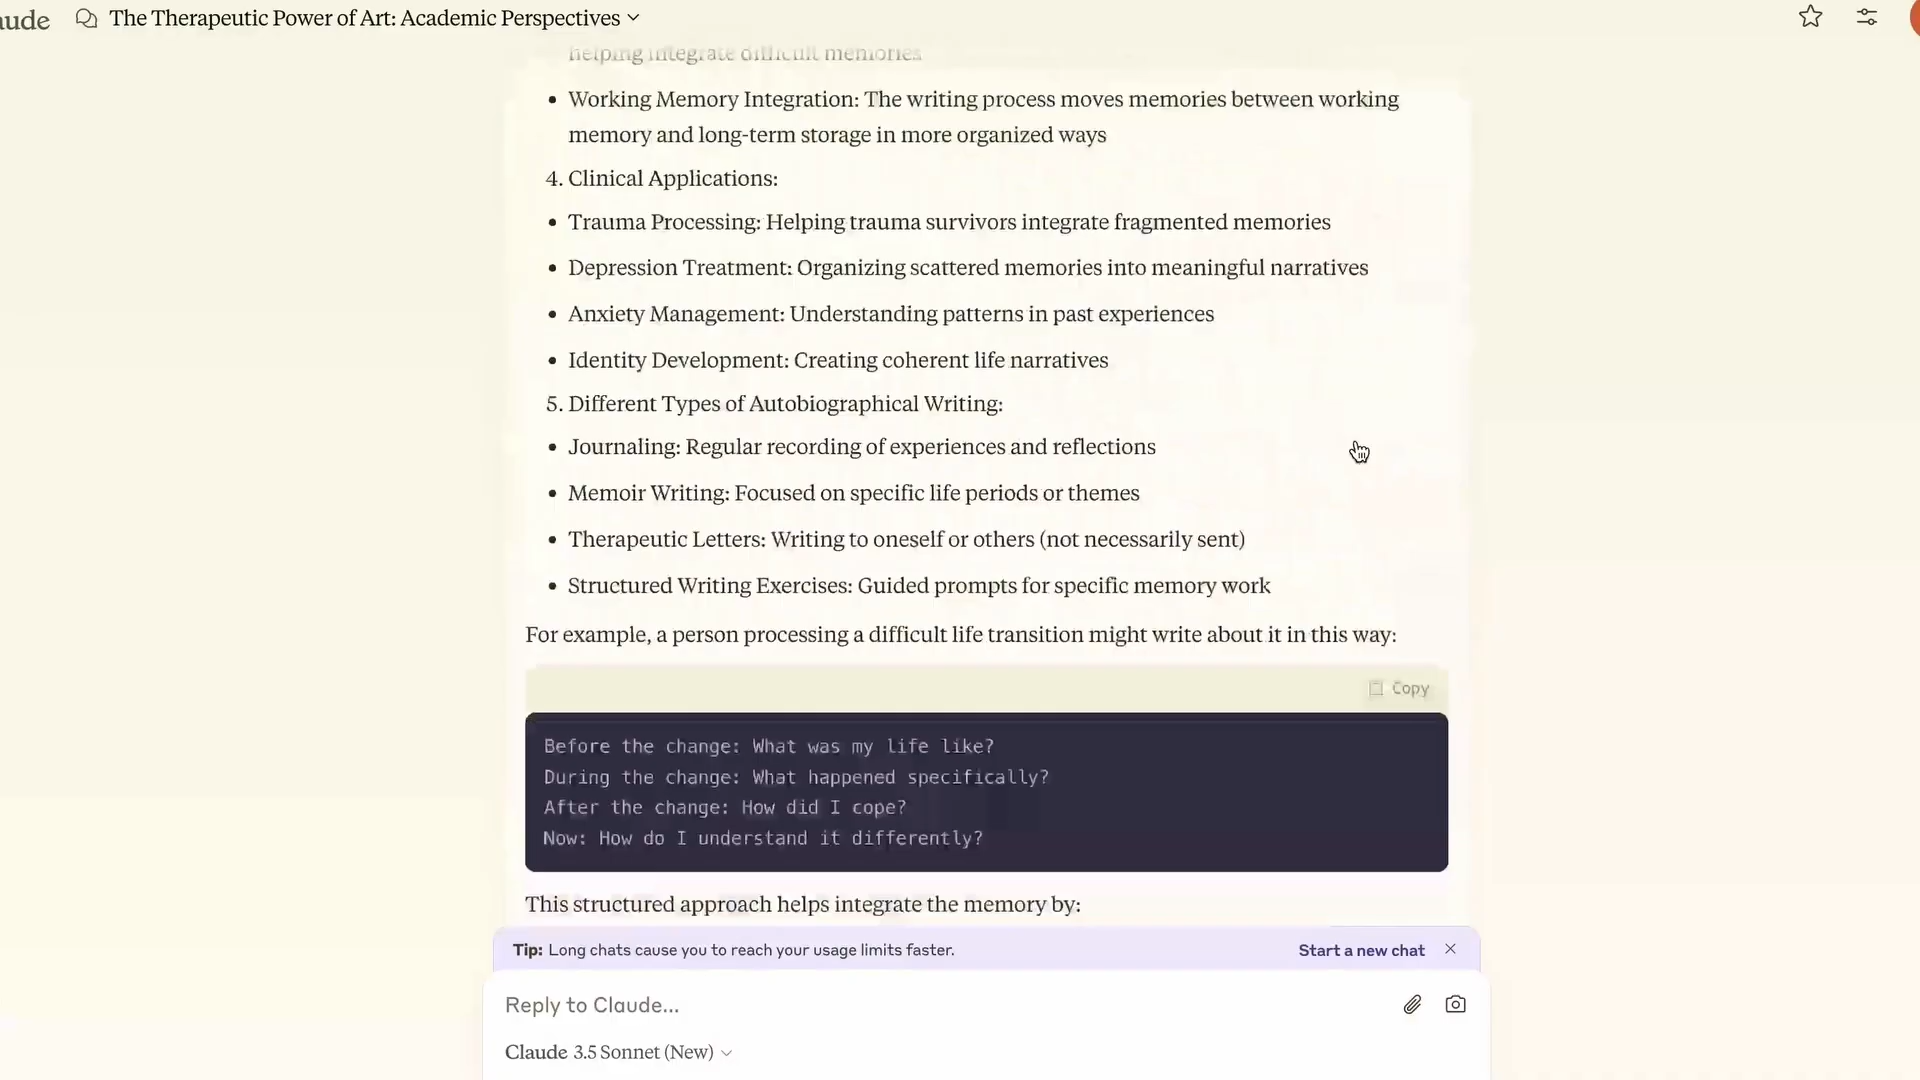 aude
The Therapeutic Power of Art: Academic Perspectives
helping integrate difficult memories
• Working Memory Integration: The writing process moves memories between working
memory and long-term storage in more organized ways
4. Clinical Applications:
• Trauma Processing: Helping trauma survivors integrate fragmented memories
• Depression Treatment: Organizing scattered memories into meaningful narratives
• Anxiety Management: Understanding patterns in past experiences
• Identity Development: Creating coherent life narratives
5. Different Types of Autobiographical Writing:
• Journaling: Regular recording of experiences and reflections
• Memoir Writing: Focused on specific life periods or themes
• Therapeutic Letters: Writing to oneself or others (not necessarily sent)
• Structured Writing Exercises: Guided prompts for specific memory work
For example, a person processing a difficult life transition might write about it in this way:
Copy
Before the change: What was my life like?
During the change: What happened specifically?
After the change: How did I cope?
Now: How do I understand it differently?
This structured approach helps integrate the memory by:
Tip: Long chats cause you to reach your usage limits faster.
Start a new chat
Reply to Claude...
Claude 3.5 Sonnet (New)